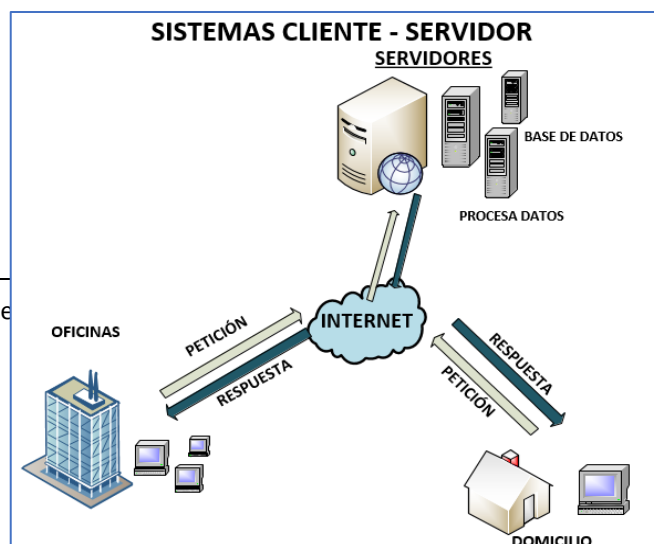 SISTEMAS CLIENTE - SERVIDOR
SERVIDORES
BASE DE DATOS
PROCESA DATOS
e
INTERNET
OFICINAS
PETICIÓN
RESPUESTA
RESPUESTA
PETICIÓN
DOMICILIO